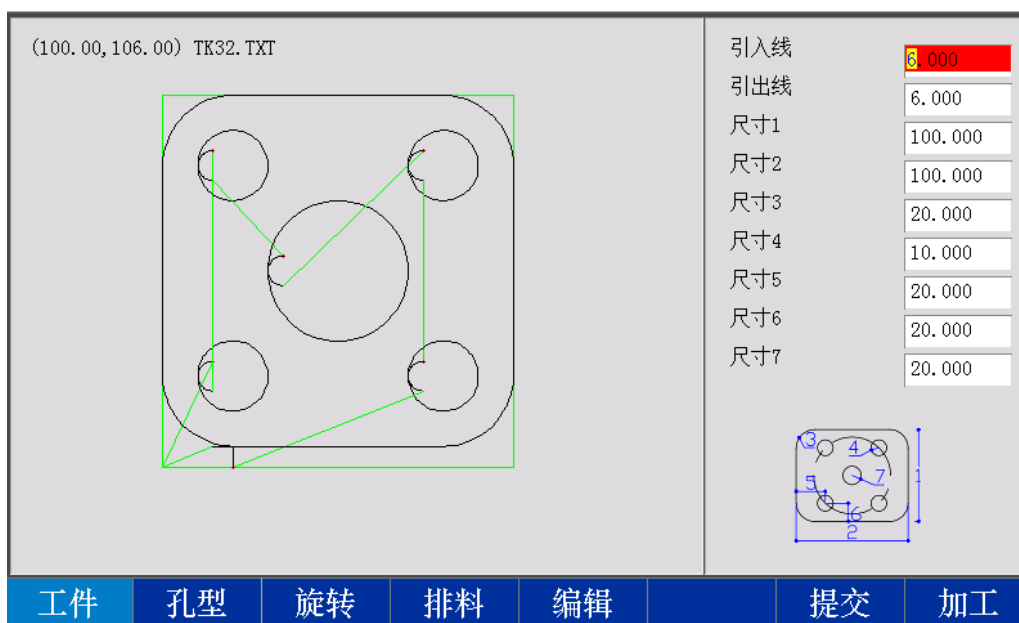 (100.00,106.00) TK32.TXT
引入线 6.000
引出线 6.000
尺寸1 100.000
尺寸2 100.000
尺寸3 20.000
尺寸4 10.000
尺寸5 20.000
尺寸6 20.000
尺寸7 20.000
3 4
5 7 1
6
2
工件 孔型 旋转 排料 编辑 提交 加工